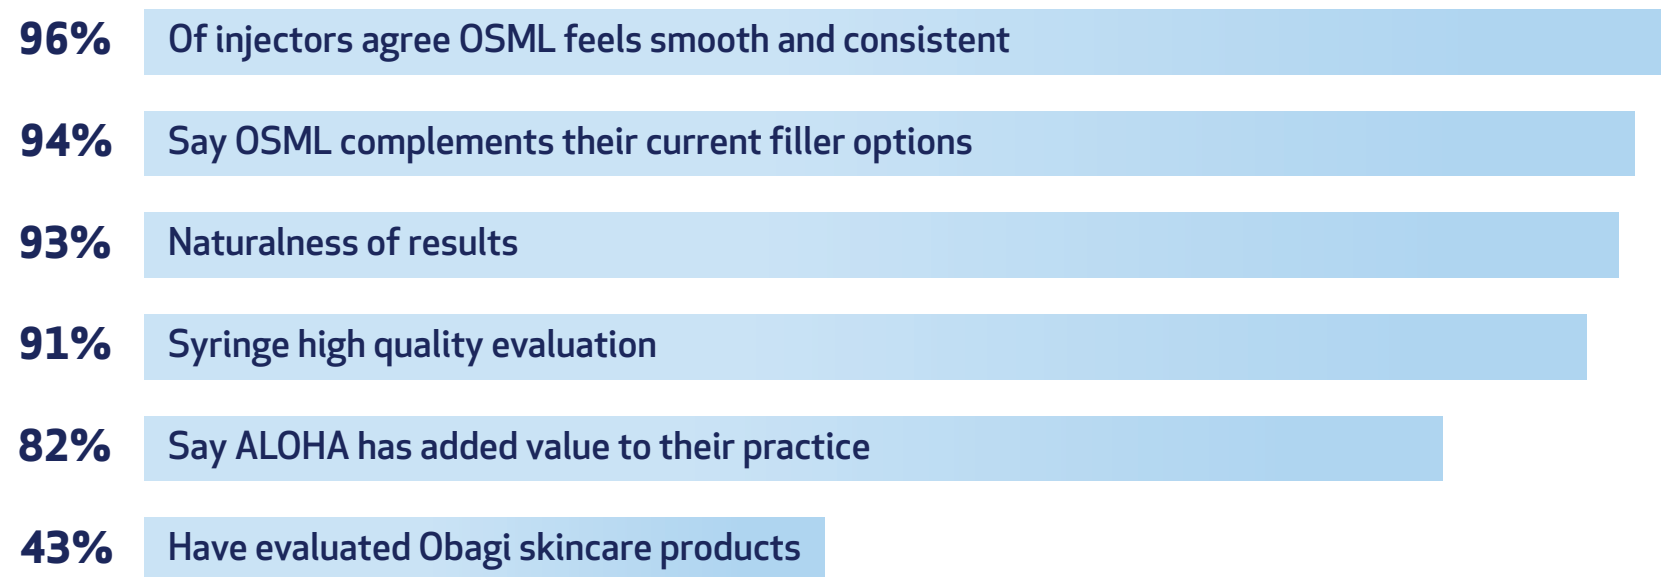 96% Of injectors agree OSML feels smooth and consistent
94% Say OSML complements their current filler options
93% Naturalness of results
91% Syringe high quality evaluation
82% Say ALOHA has added value to their practice
43% Have evaluated Obagi skincare products